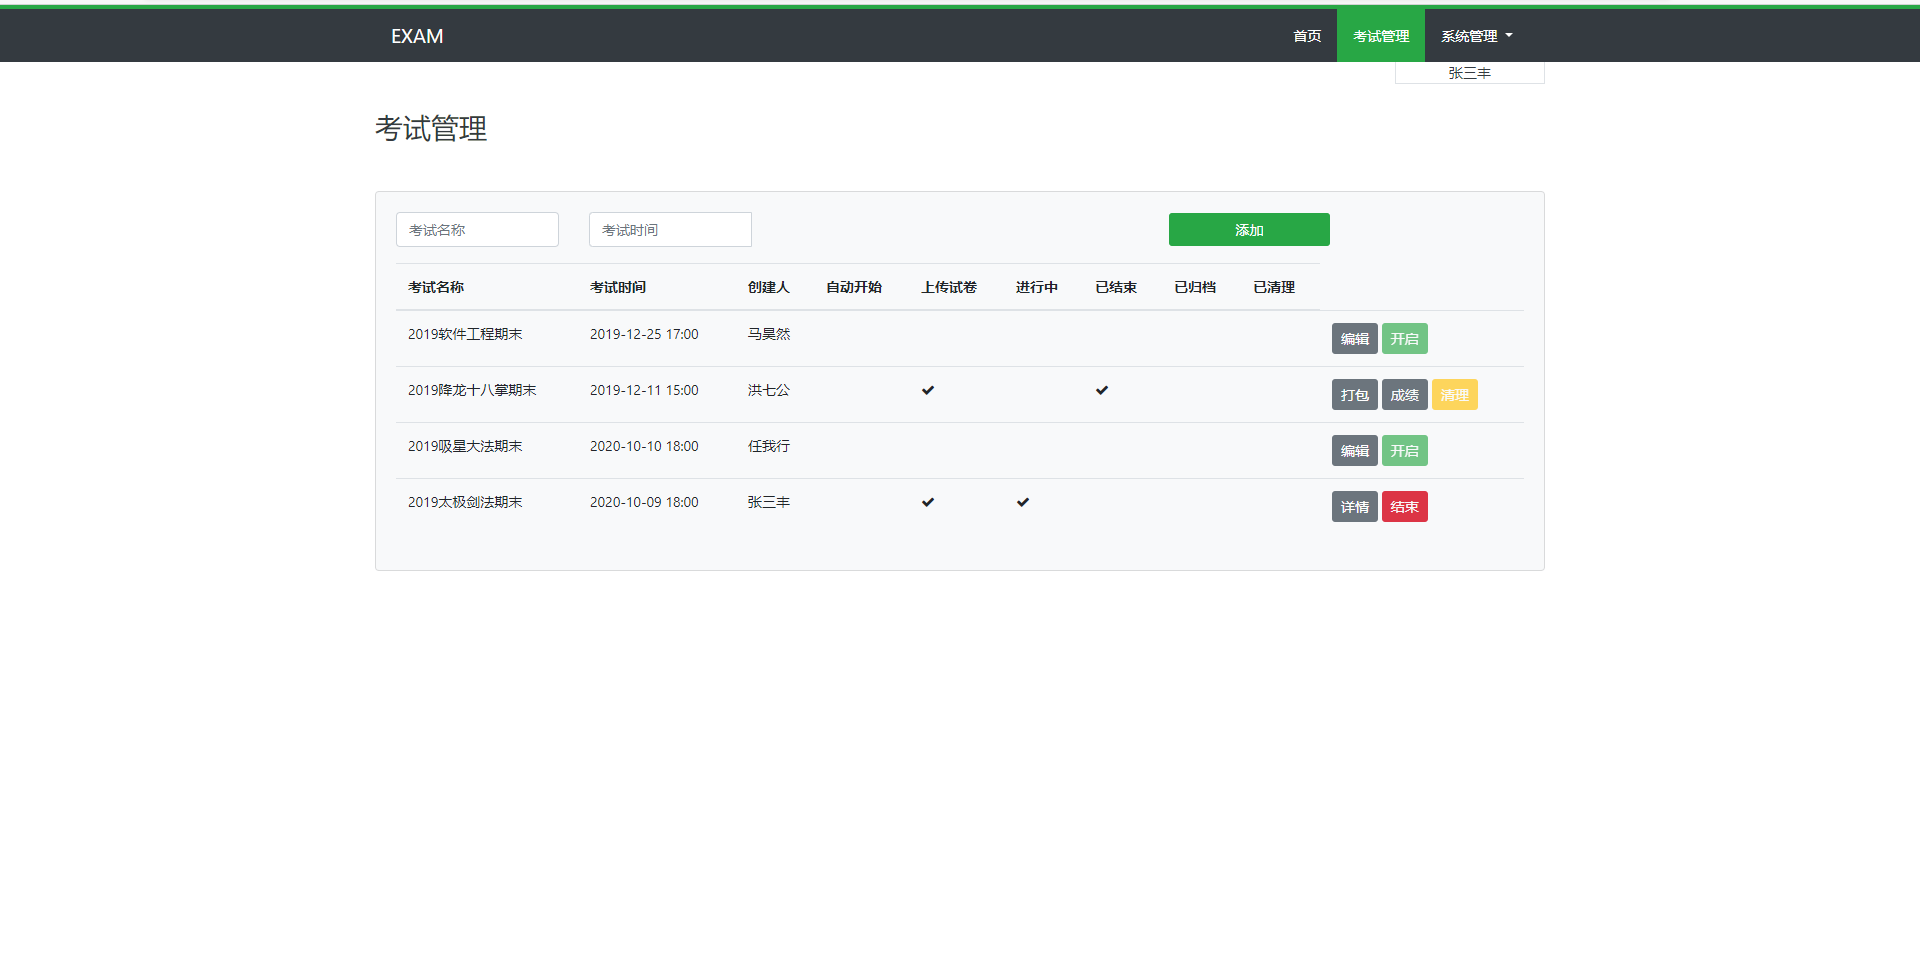 EXAM 首页 考试管理 系统管理
张三丰
考试管理
考试名称 考试时间 添加
考试名称 考试时间 创建人 自动开始 上传试卷 进行中 已结束 已归档 已清理
2019软件工程期末 2019-12-25 17:00 马昊然 编辑 开启
2019降龙十八掌期末 2019-12-11 15:00 洪七公 打包 成绩 清理
2019吸星大法期末 2020-10-10 18:00 任我行 编辑 开启
2019太极剑法期末 2020-10-09 18:00 张三丰 详情 结束